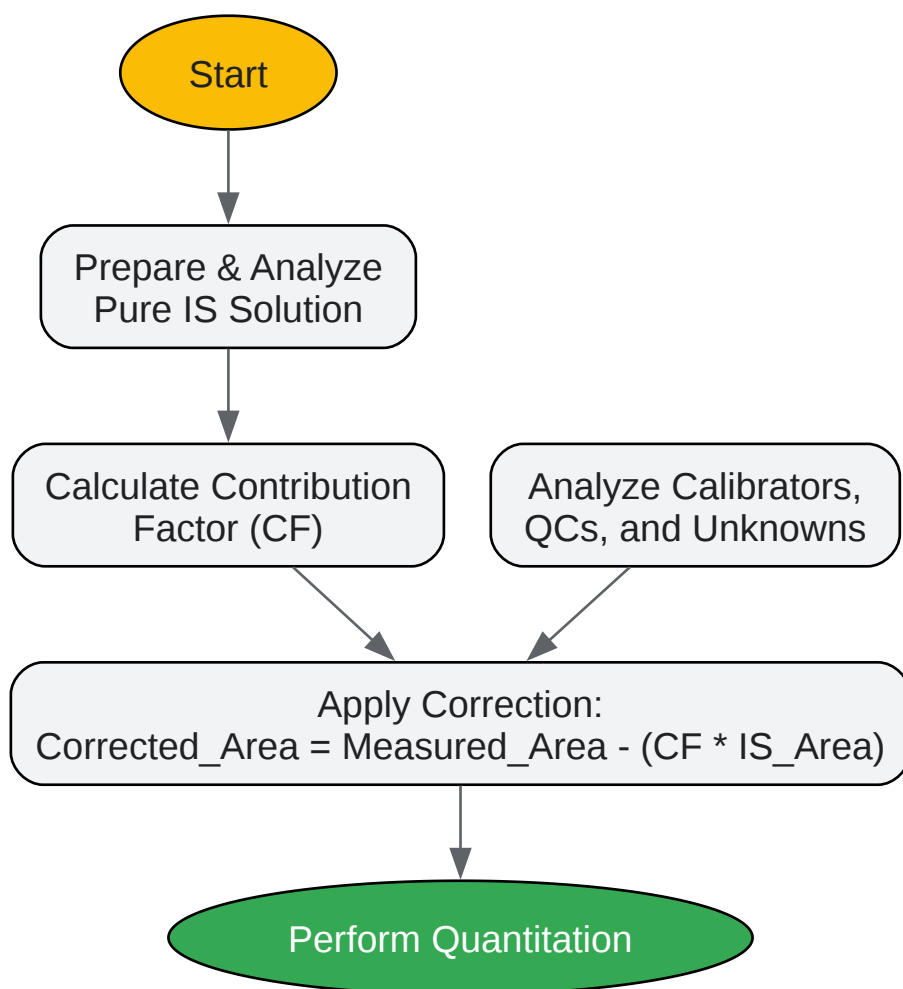 Start
Prepare & Analyze
Pure IS Solution
Calculate Contribution
Factor (CF)
Analyze Calibrators,
QCs, and Unknowns
Apply Correction:
Corrected_Area = Measured_Area - (CF * IS_Area)
Perform Quantitation